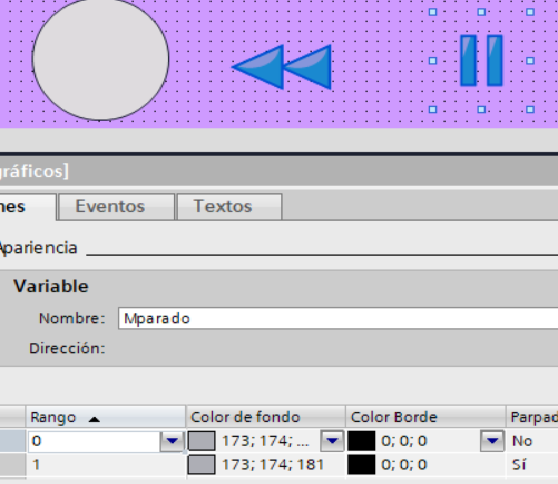 gráficos]
nes Eventos Textos
Apariencia
Variable
Nombre: Mparado
Dirección:
Rango Color de fondo Color Borde Parpad
0 173; 174; ... 0; 0; 0 No
1 173; 174; 181 0; 0; 0 Sí